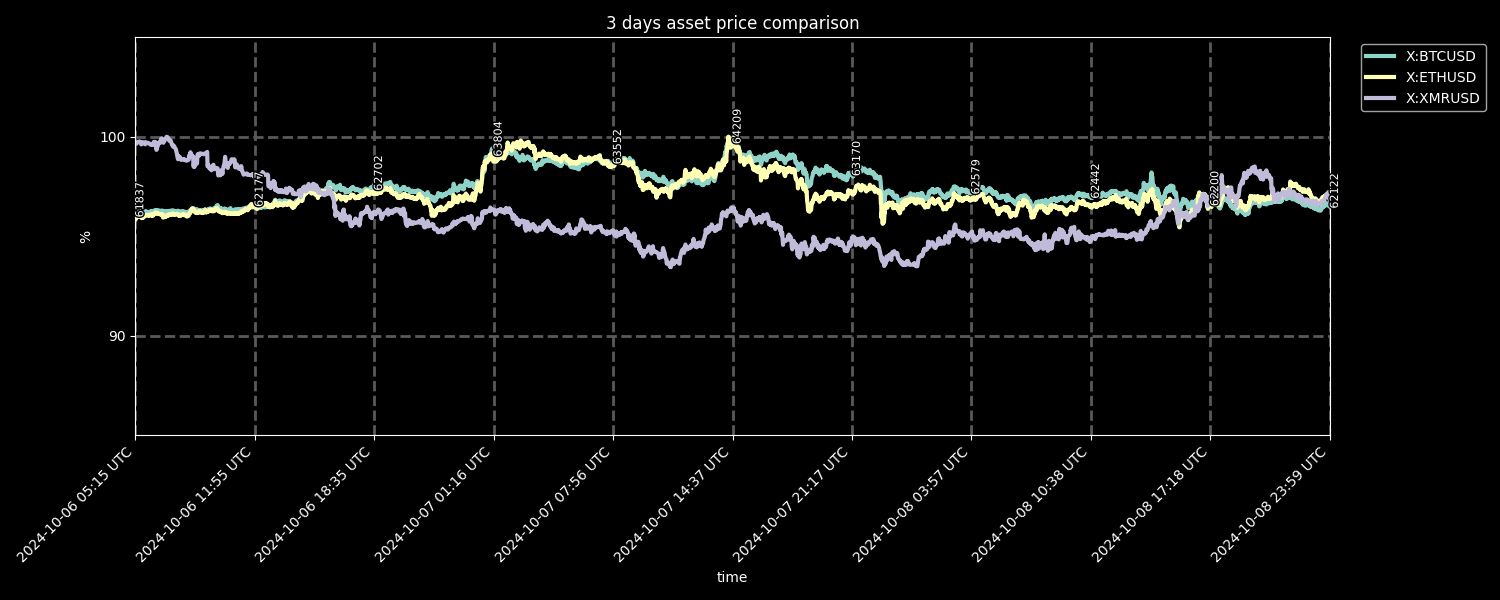 3 days asset price comparison
X:BTCUSD
X:ETHUSD
X:XMRUSD
100
90
%
61837
62177
62702
63804
63552
64209
63170
62579
62442
62200
62122
2024-10-06 05:15 UTC
2024-10-06 11:55 UTC
2024-10-06 18:35 UTC
2024-10-07 01:16 UTC
2024-10-07 07:56 UTC
2024-10-07 14:37 UTC
2024-10-07 21:17 UTC
2024-10-08 03:57 UTC
2024-10-08 10:38 UTC
2024-10-08 17:18 UTC
2024-10-08 23:59 UTC
time